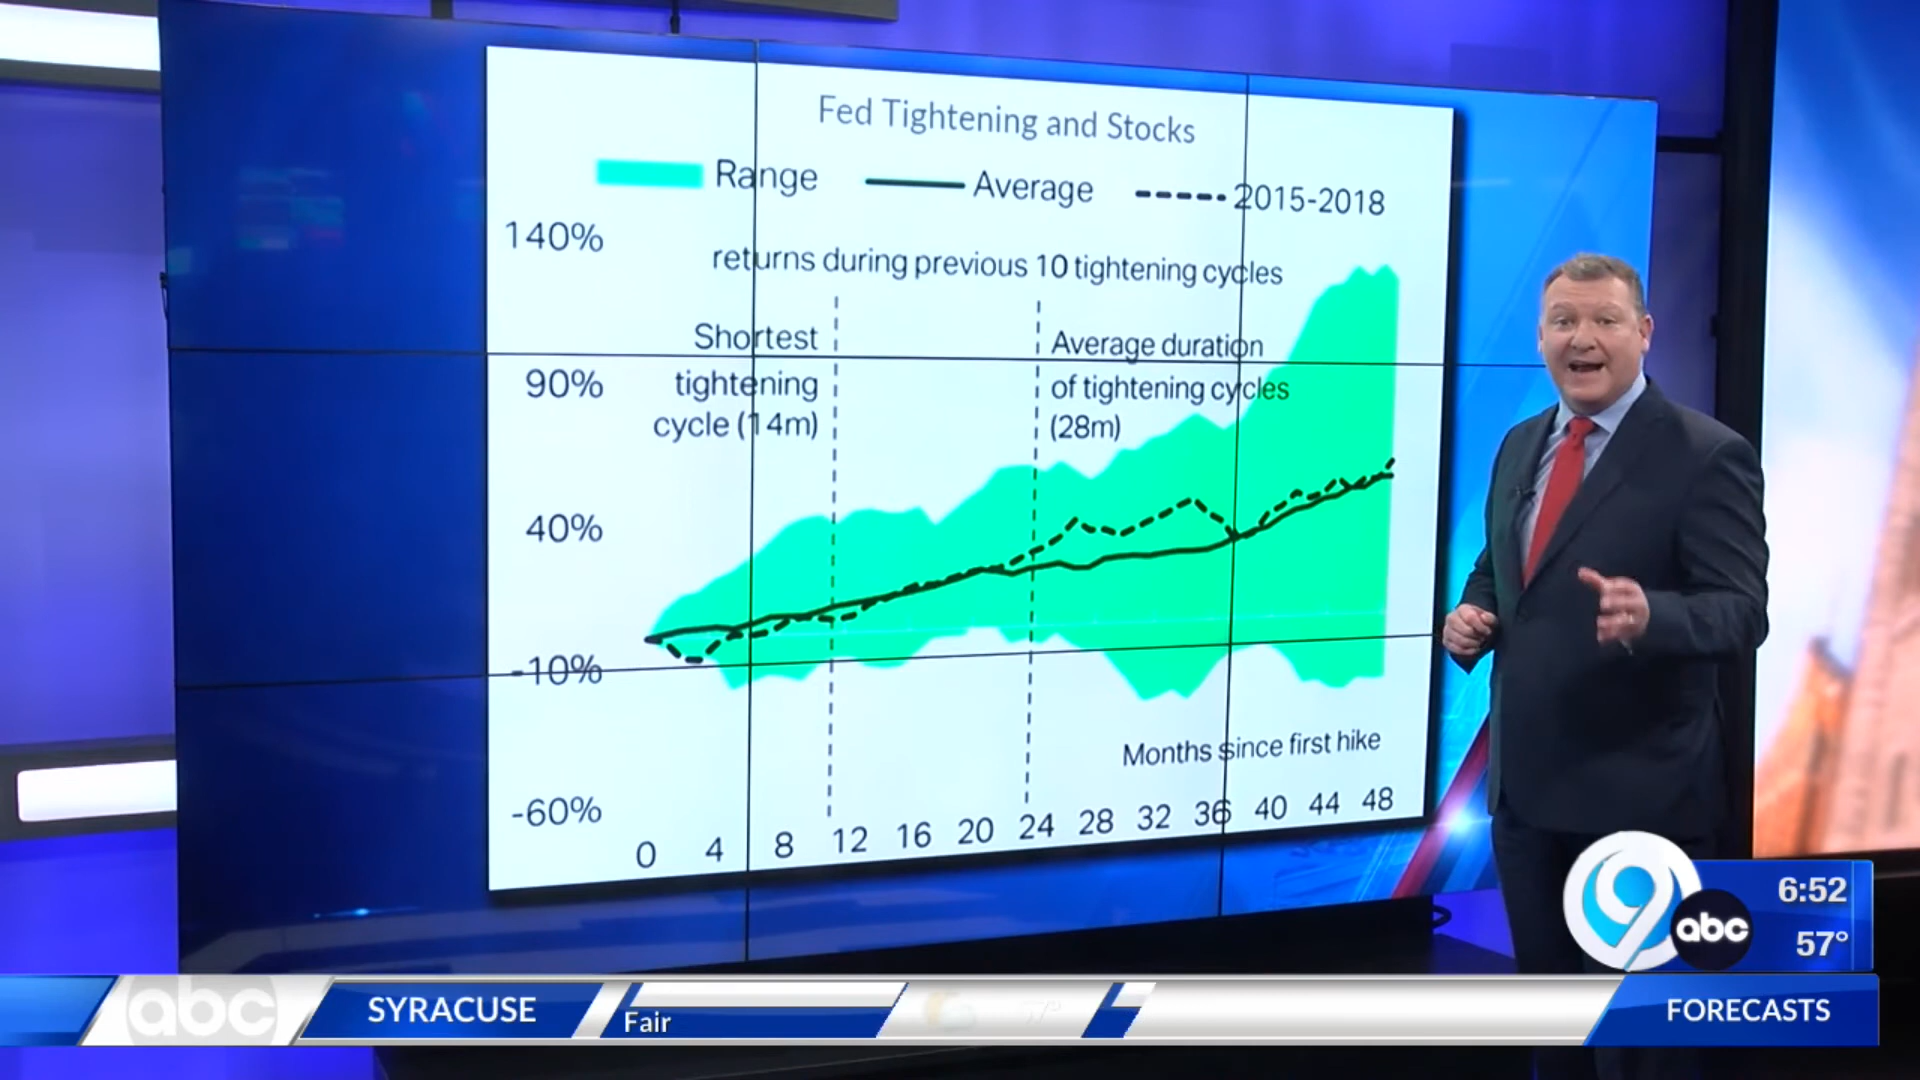 Fed Tightening and Stocks
Range Average 2015-2018
140%
returns during previous 10 tightening cycles
Shortest
tightening
cycle (14m)
Average duration
of tightening cycles
(28m)
90%
40%
-10%
-60%
Months since first hike
0 4 8 12 16 20 24 28 32 36 40 44 48
9 abc
6:52
57°
abc
SYRACUSE
Fair
57°
FORECASTS